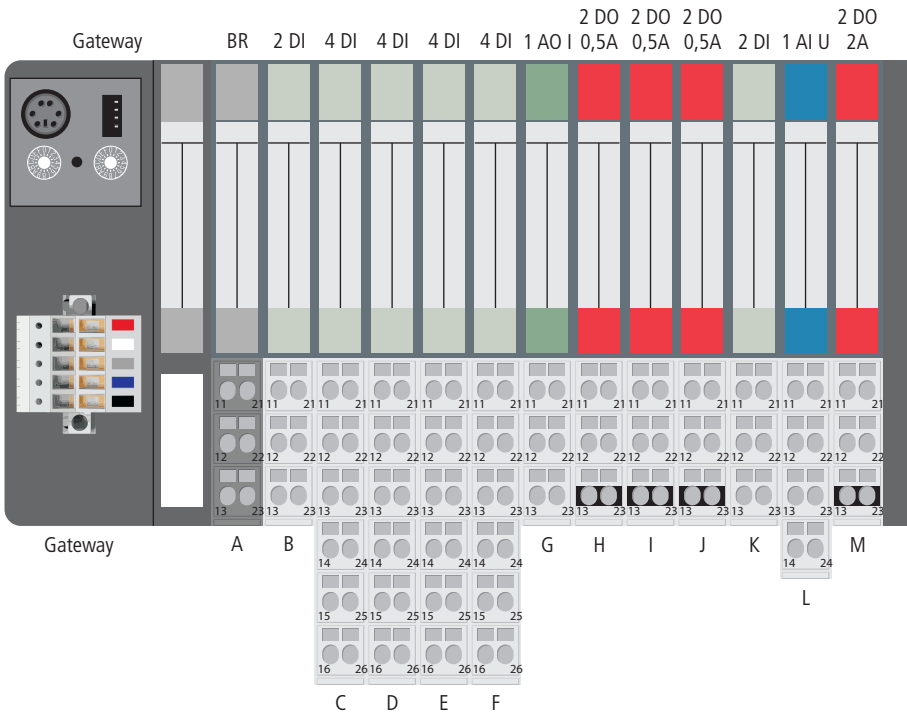 2 DO 2 DO 2 DO 2 DO
Gateway BR 2 DI 4 DI 4 DI 4 DI 4 DI 1 AO I 0,5A 0,5A 0,5A 2 DI 1 AI U 2A
11 21 11 21 11 21 11 21 11 21 11 21 11 21 11 21 11 21 11 21 11 21 11 21 11 21
12 22 12 22 12 22 12 22 12 22 12 22 12 22 12 22 12 22 12 22 12 22 12 22 12 22
13 23 13 23 13 23 13 23 13 23 13 23 13 23 13 23 13 23 13 23 13 23 13 23 13 23
Gateway A B G H I J K M
14 24 14 24 14 24 14 24 14 24
L
15 25 15 25 15 25 15 25
16 26 16 26 16 26 16 26
C D E F